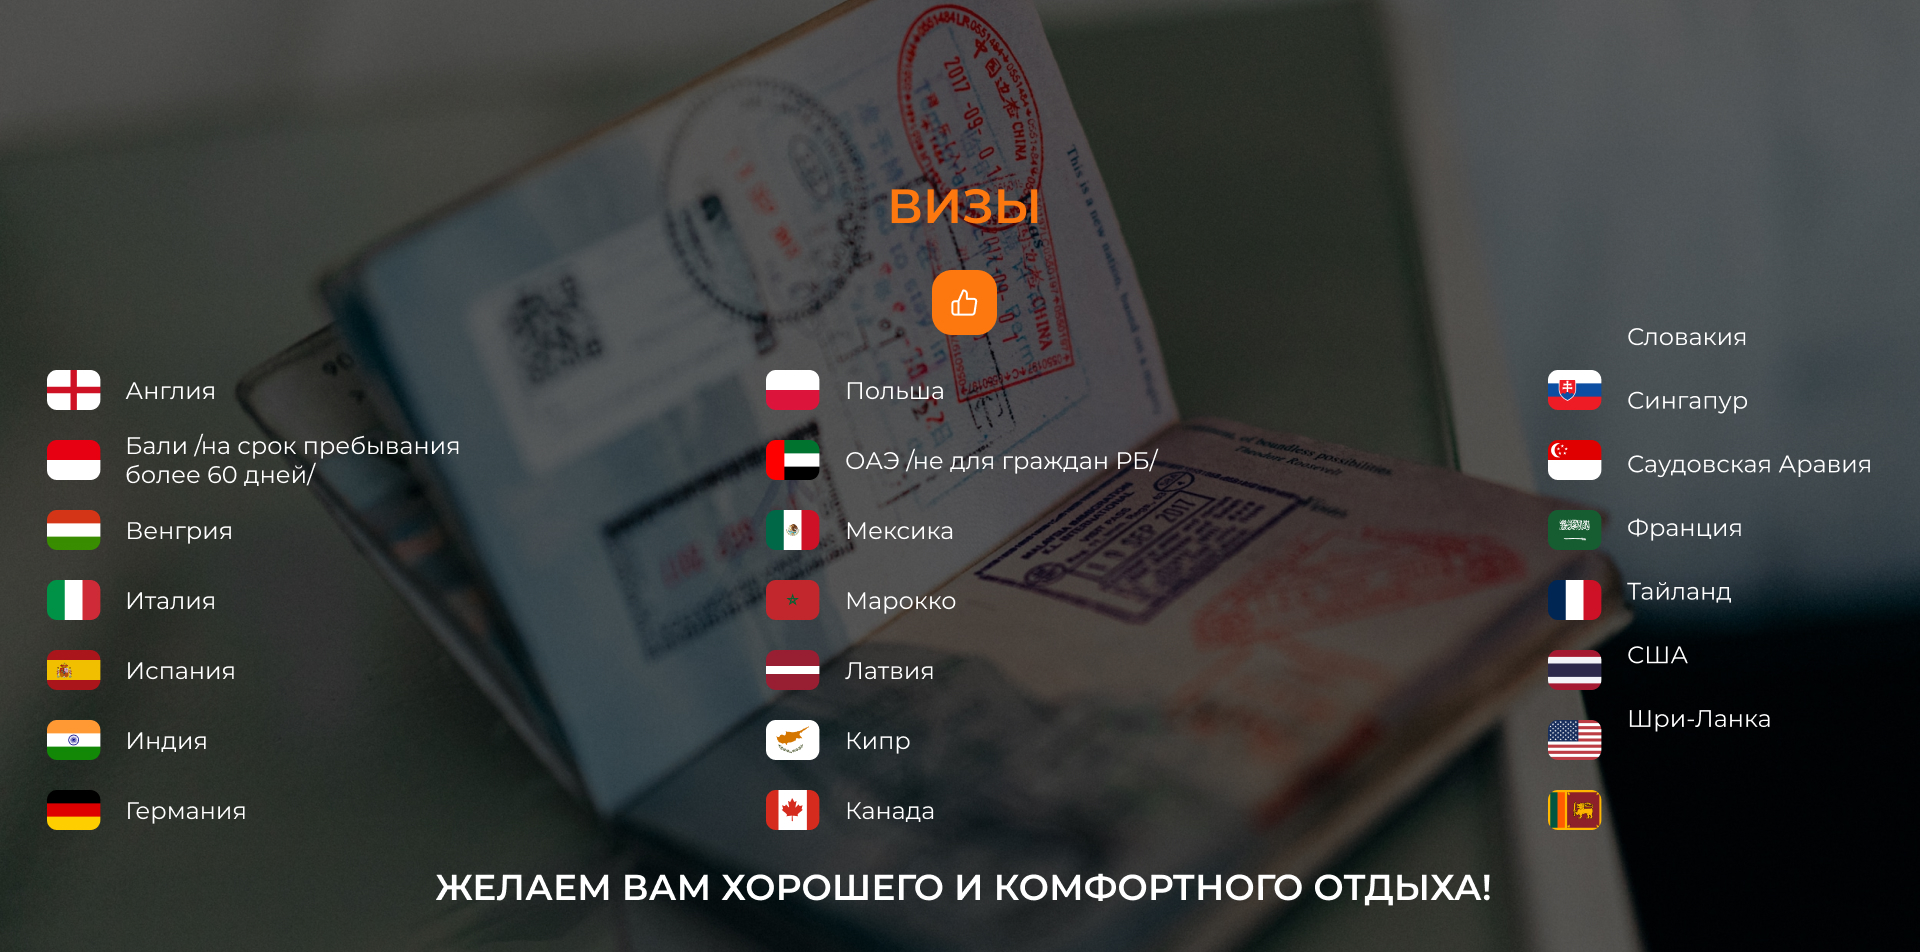 ВИЗЫ
Англия
Бали /на срок пребывания
более 60 дней/
Венгрия
Италия
Испания
Индия
Германия
Польша
ОАЭ /не для граждан РБ/
Мексика
Марокко
Латвия
Кипр
Канада
Словакия
Сингапур
Саудовская Аравия
Франция
Тайланд
США
Шри-Ланка
ЖЕЛАЕМ ВАМ ХОРОШЕГО И КОМФОРТНОГО ОТДЫХА!